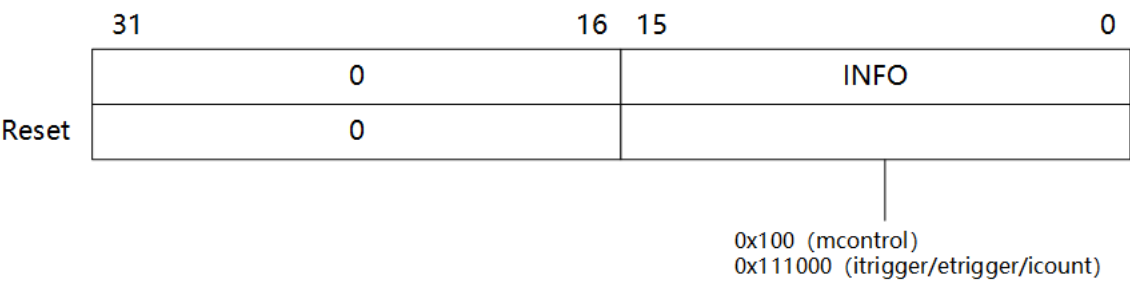 31 16 15 0
0 INFO
Reset 0
0x100 (mcontrol)
0x111000 (itrigger/etrigger/icount)